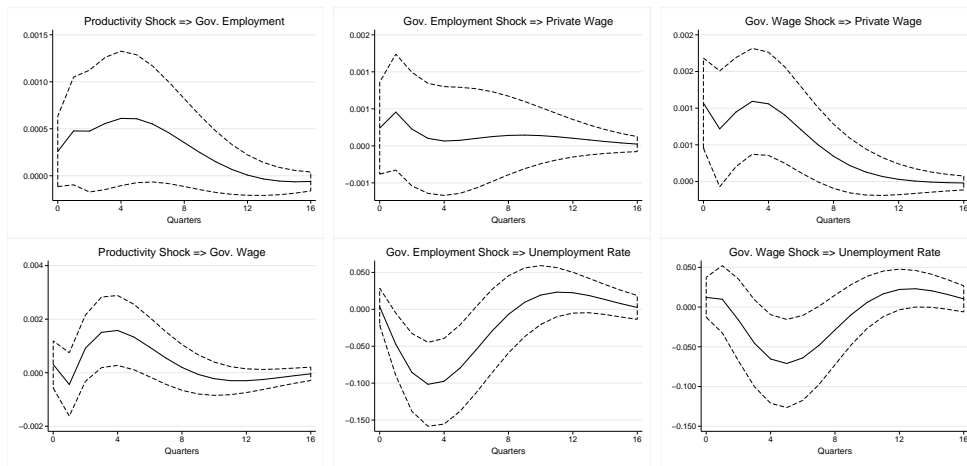 Productivity Shock => Gov. Employment
0.0015
0.0010
0.0005
0.0000
0 4 8 12 16
Quarters
Gov. Employment Shock => Private Wage
0.002
0.001
0.001
0.000
−0.001
0 4 8 12 16
Quarters
Gov. Wage Shock => Private Wage
0.002
0.002
0.001
0.001
0.000
0 4 8 12 16
Quarters
Productivity Shock => Gov. Wage
0.004
0.002
0.000
−0.002
0 4 8 12 16
Quarters
Gov. Employment Shock => Unemployment Rate
0.050
0.000
−0.050
−0.100
−0.150
0 4 8 12 16
Quarters
Gov. Wage Shock => Unemployment Rate
0.050
0.000
−0.050
−0.100
−0.150
0 4 8 12 16
Quarters